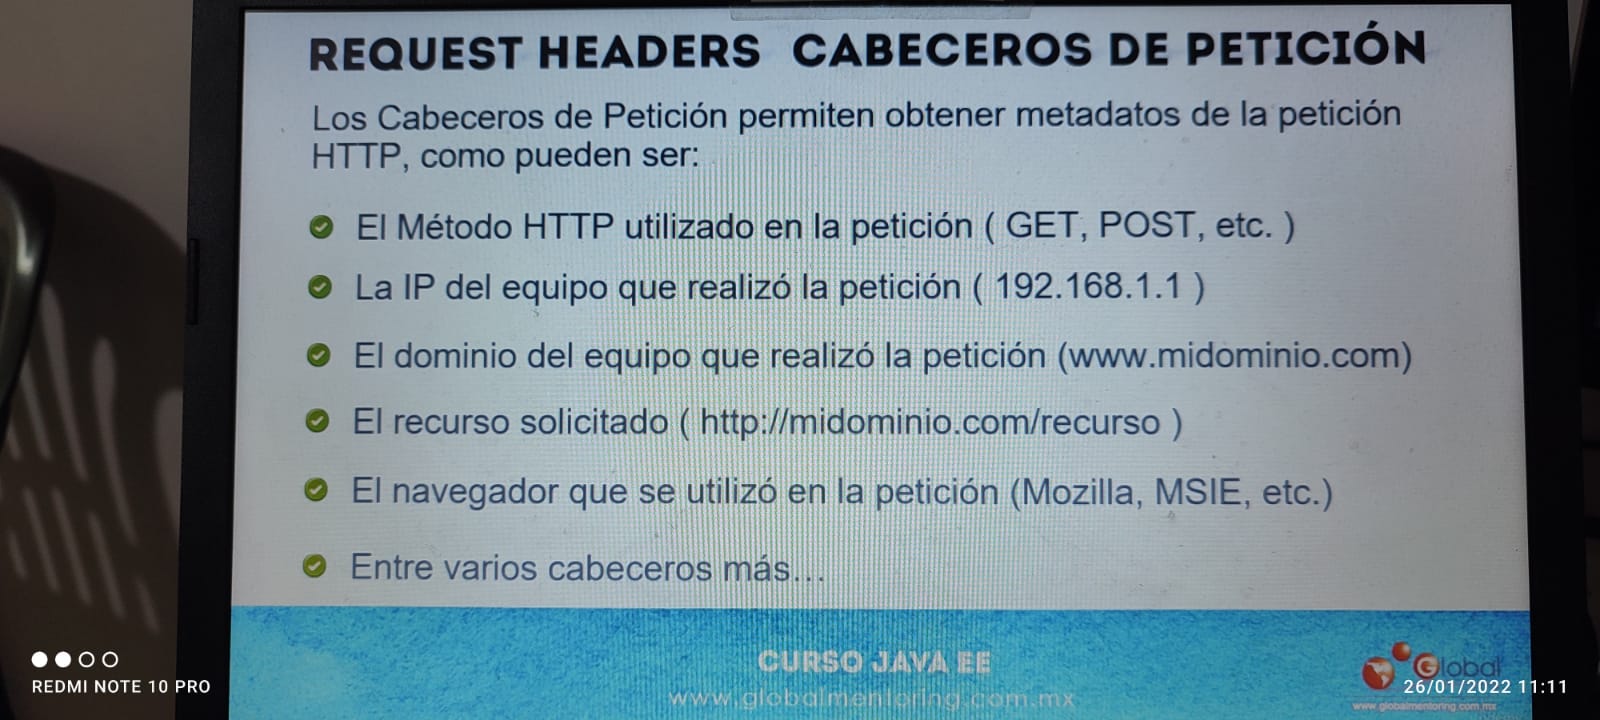 REQUEST HEADERS CABECEROS DE PETICIÓN
Los Cabeceros de Petición permiten obtener metadatos de la petición
HTTP, como pueden ser:
El Método HTTP utilizado en la petición ( GET, POST, etc. )
La IP del equipo que realizó la petición ( 192.168.1.1 )
El dominio del equipo que realizó la petición (www.midominio.com)
El recurso solicitado ( http://midominio.com/recurso )
El navegador que se utilizó en la petición (Mozilla, MSIE, etc.)
Entre varios cabeceros más...
CURSO JAVA EE
www.globalmentoring.com.mx
Global
www.globalmentoring.com.mx
REDMI NOTE 10 PRO
26/01/2022 11:11